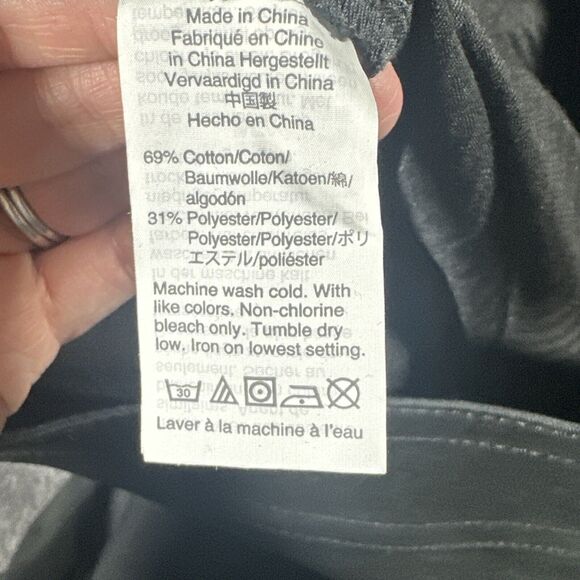 Made in China
Fabriqué en Chine
in China Hergestellt
Vervaardigd in China
中国製
Hecho en China
69% Cotton/Coton/
Baumwolle/Katoen/綿/
algodón
31% Polyester/Polyester/
Polyester/Polyester/ポリ
エステル/poliéster
Machine wash cold. With
like colors. Non-chlorine
bleach only. Tumble dry
low. Iron on lowest setting.
30
Laver à la machine à l'eau